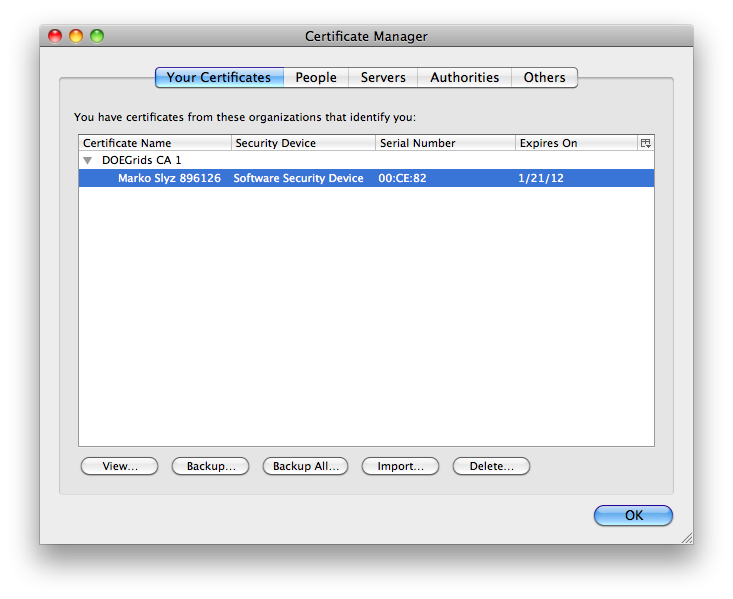 Certificate Manager
Your Certificates People Servers Authorities Others
You have certificates from these organizations that identify you:
Certificate Name Security Device Serial Number Expires On
DOEGrids CA 1
Marko Slyz 896126 Software Security Device 00:CE:82 1/21/12
View... Backup... Backup All... Import... Delete...
OK